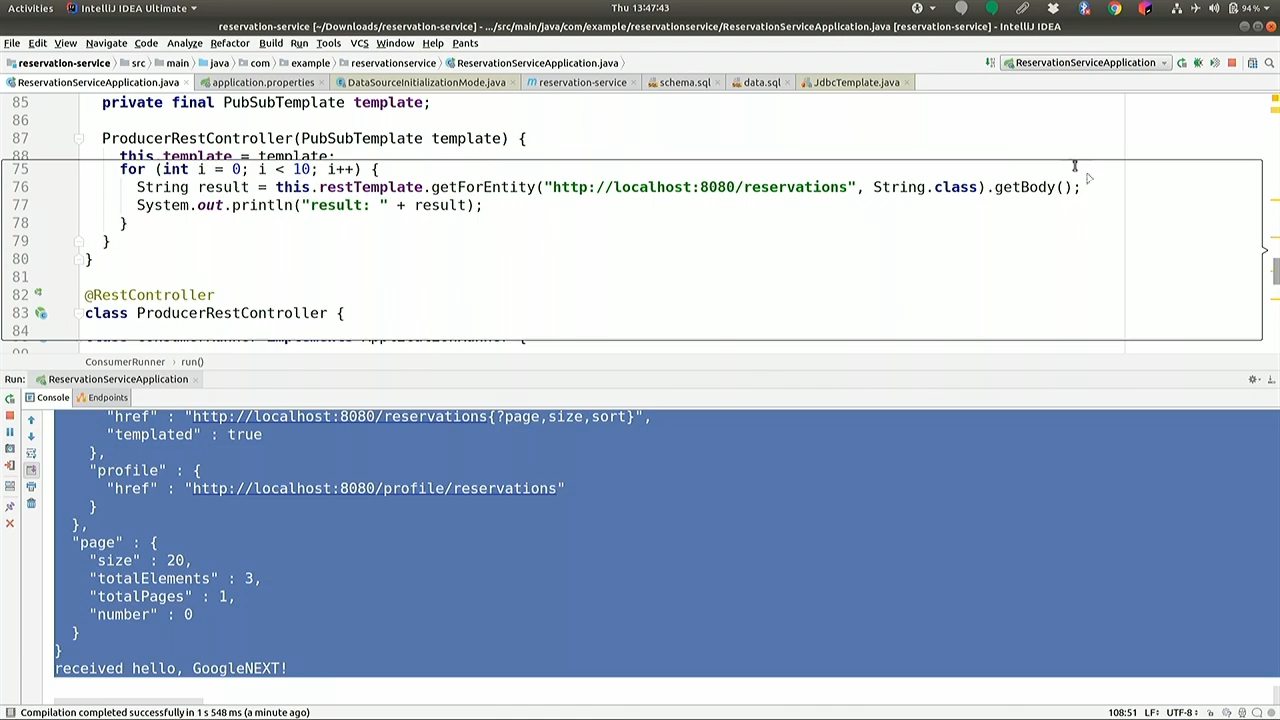 Activities IntelliJ IDEA Ultimate Thu 13:47:43 94 %
reservation-service [~/Downloads/reservation-service] - .../src/main/java/com/example/reservationservice/ReservationServiceApplication.java [reservation-service] - IntelliJ IDEA
File Edit View Navigate Code Analyze Refactor Build Run Tools VCS Window Help Pants
reservation-service src main java com example reservationservice ReservationServiceApplication.java ReservationServiceApplication
ReservationServiceApplication.java application.properties DataSourceInitializationMode.java reservation-service schema.sql data.sql JdbcTemplate.java
85 private final PubSubTemplate template;
86
87 ProducerRestController(PubSubTemplate template) {
88 this.template = template;
75 for (int i = 0; i < 10; i++) {
76 String result = this.restTemplate.getForEntity("http://localhost:8080/reservations", String.class).getBody();
77 System.out.println("result: " + result);
78 }
79 }
80 }
81
82 @RestController
83 class ProducerRestController {
84
class ConsumerRunner implements ApplicationRunner {
ConsumerRunner › run()
Run: ReservationServiceApplication
Console Endpoints
"href" : "http://localhost:8080/reservations{?page,size,sort}",
"templated" : true
},
"profile" : {
"href" : "http://localhost:8080/profile/reservations"
}
},
"page" : {
"size" : 20,
"totalElements" : 3,
"totalPages" : 1,
"number" : 0
}
}
received hello, GoogleNEXT!
Compilation completed successfully in 1 s 548 ms (a minute ago) 108:51 LF÷ UTF-8÷